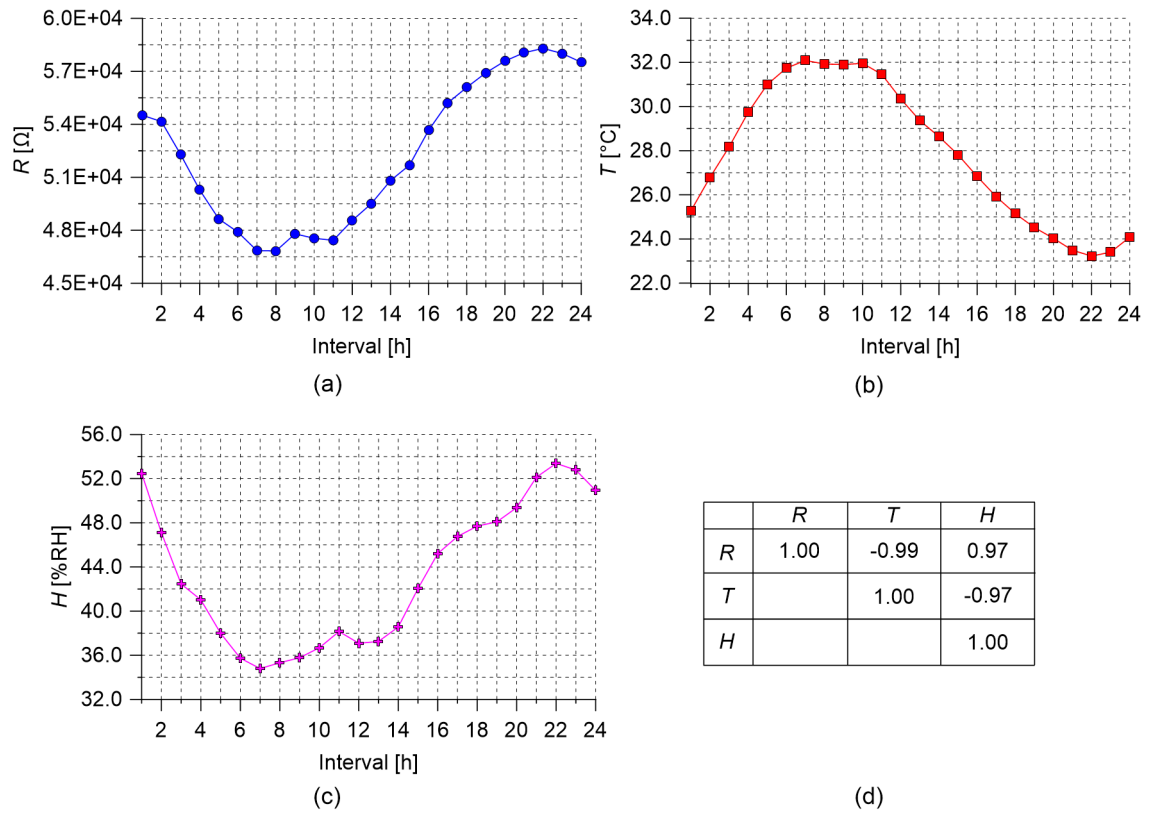 6.0E+04
5.7E+04
5.4E+04
5.1E+04
4.8E+04
4.5E+04
R [Ω]
2 4 6 8 10 12 14 16 18 20 22 24
Interval [h]
(a)
34.0
32.0
30.0
28.0
26.0
24.0
22.0
T [°C]
2 4 6 8 10 12 14 16 18 20 22 24
Interval [h]
(b)
56.0
52.0
48.0
44.0
40.0
36.0
32.0
H [%RH]
2 4 6 8 10 12 14 16 18 20 22 24
Interval [h]
(c)
R T H
R 1.00 -0.99 0.97
T 1.00 -0.97
H 1.00
(d)